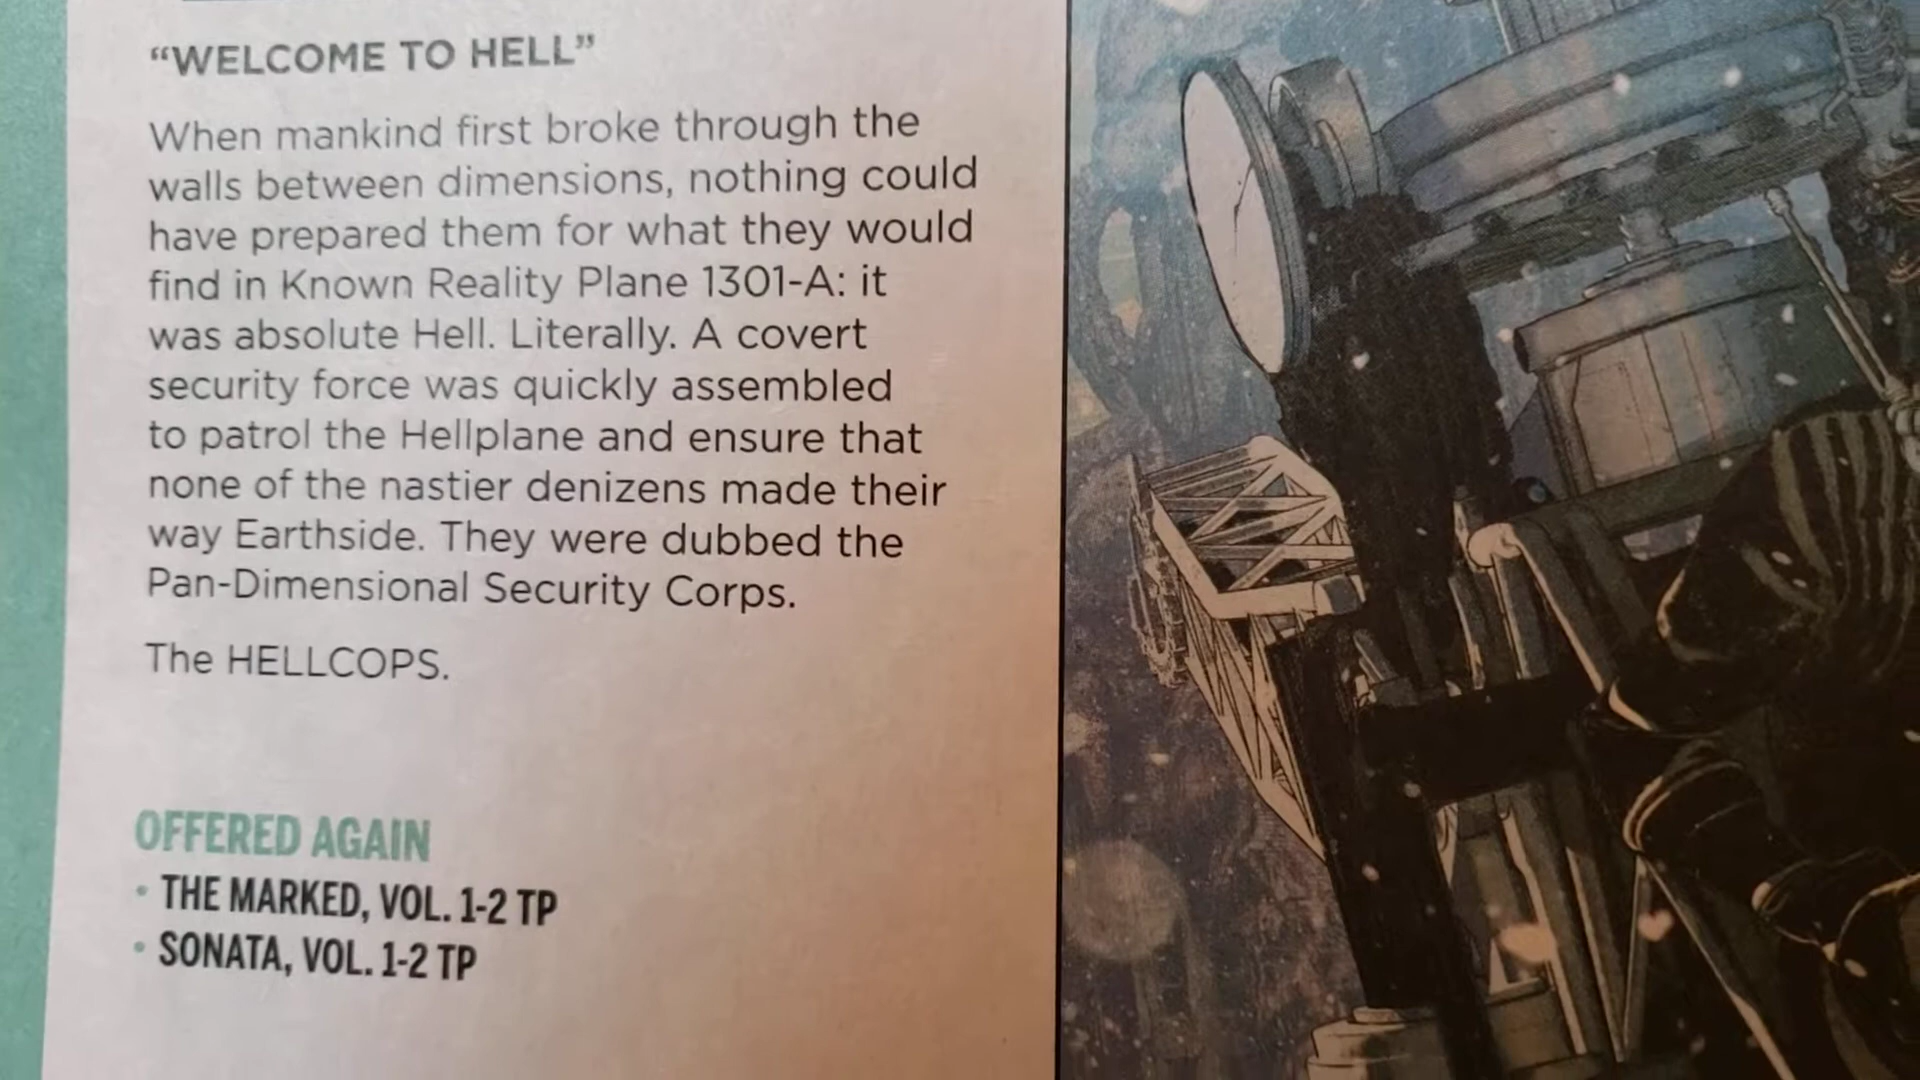 “WELCOME TO HELL”
When mankind first broke through the
walls between dimensions, nothing could
have prepared them for what they would
find in Known Reality Plane 1301-A: it
was absolute Hell. Literally. A covert
security force was quickly assembled
to patrol the Hellplane and ensure that
none of the nastier denizens made their
way Earthside. They were dubbed the
Pan-Dimensional Security Corps.
The HELLCOPS.
OFFERED AGAIN
• THE MARKED, VOL. 1-2 TP
• SONATA, VOL. 1-2 TP